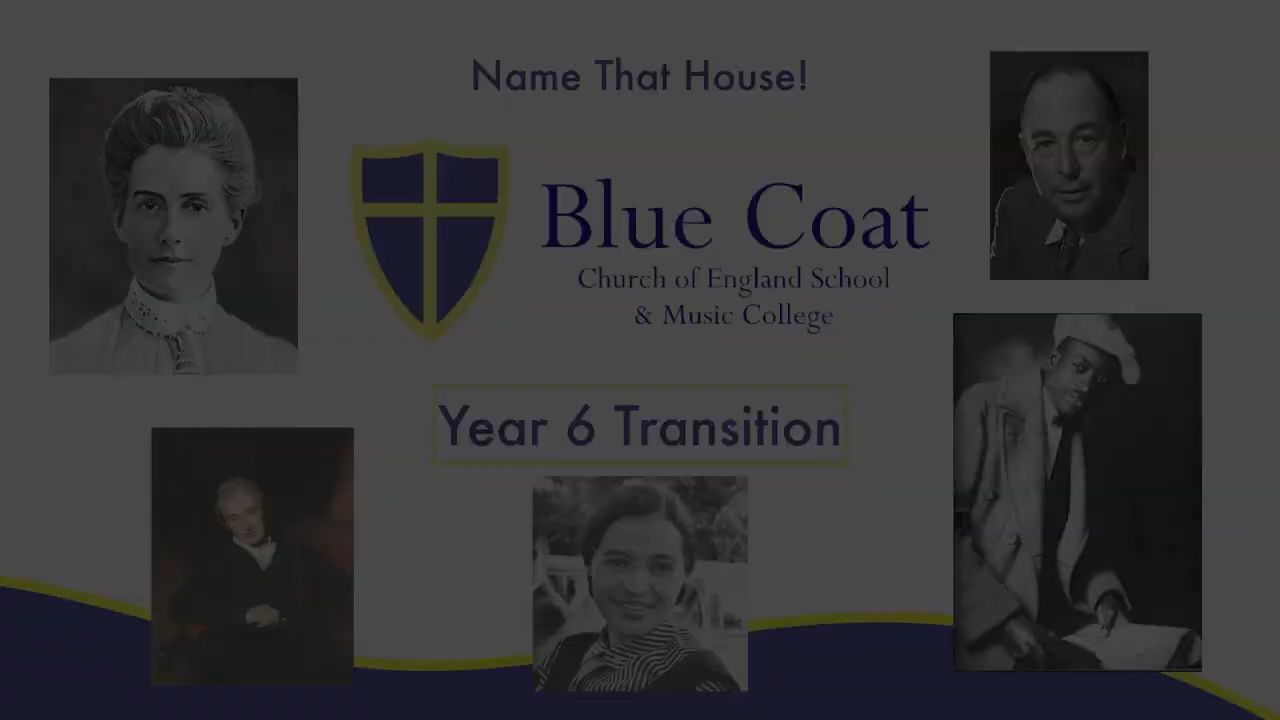 Name That House!
Blue Coat
Church of England School
& Music College
Year 6 Transition